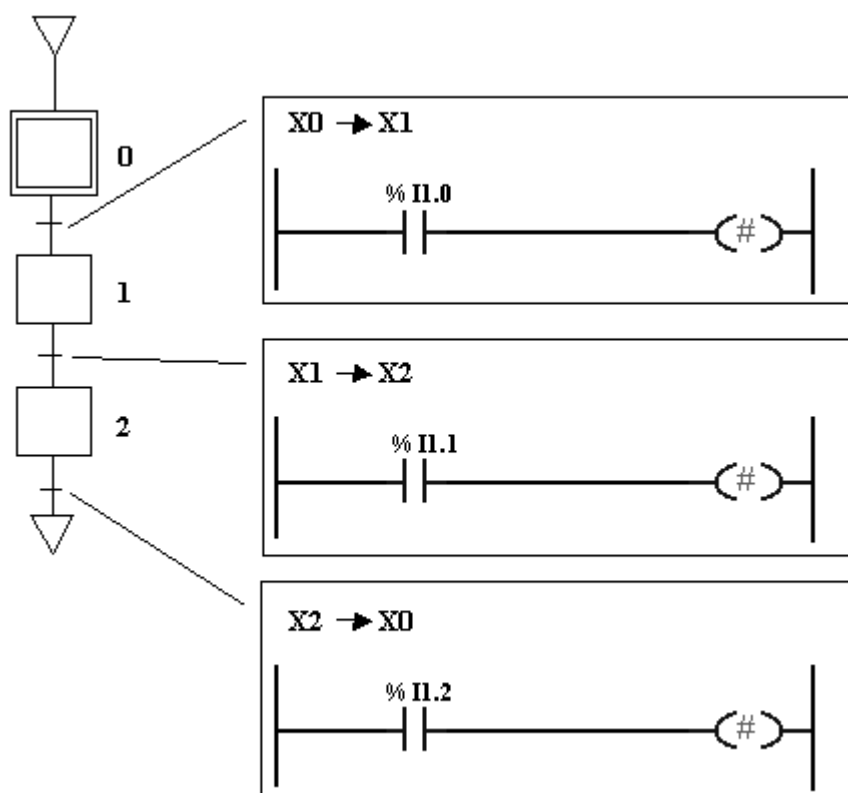 0
X0 → X1
% I1.0
#
1
X1 → X2
% I1.1
#
2
X2 → X0
% I1.2
#